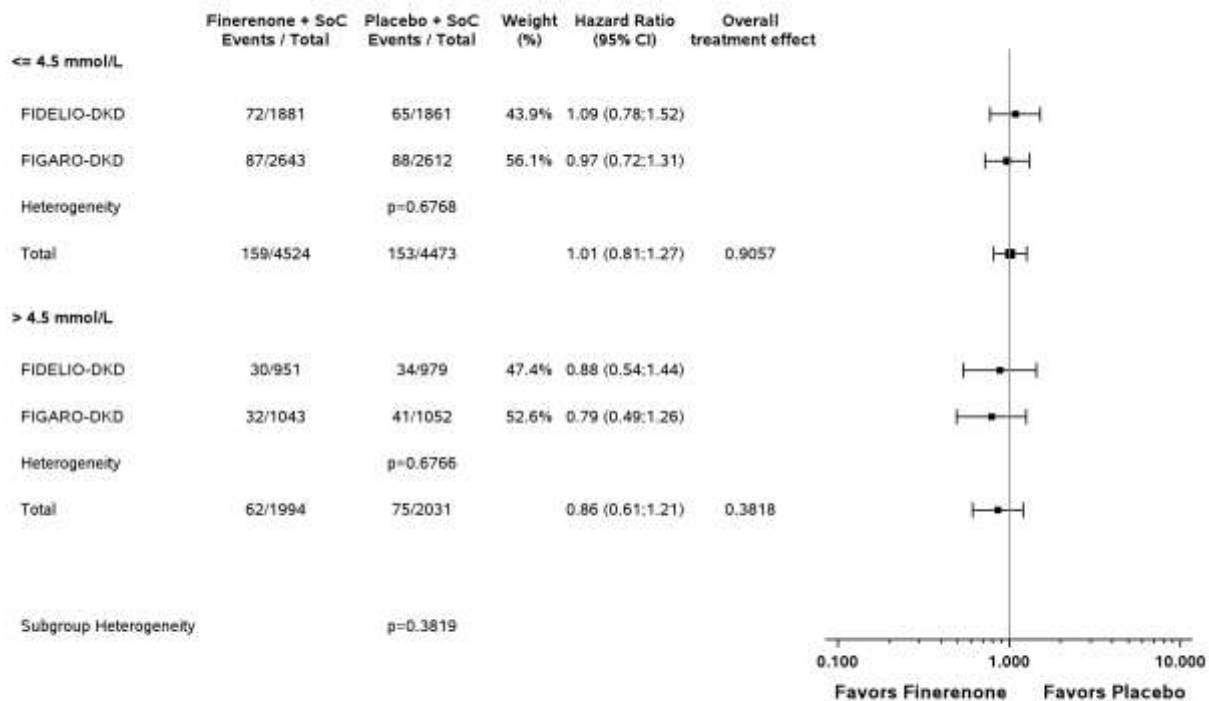 Finerenone + SoC Placebo + SoC Weight Hazard Ratio Overall
Events / Total Events / Total (%) (95% CI) treatment effect
<= 4.5 mmol/L
FIDELIO-DKD 72/1881 65/1861 43.9% 1.09 (0.78;1.52)
FIGARO-DKD 87/2643 88/2612 56.1% 0.97 (0.72;1.31)
Heterogeneity p=0.6768
Total 159/4524 153/4473 1.01 (0.81;1.27) 0.9057
> 4.5 mmol/L
FIDELIO-DKD 30/951 34/979 47.4% 0.88 (0.54;1.44)
FIGARO-DKD 32/1043 41/1052 52.6% 0.79 (0.49;1.26)
Heterogeneity p=0.6766
Total 62/1994 75/2031 0.86 (0.61;1.21) 0.3818
Subgroup Heterogeneity p=0.3819
0.100 1.000 10.000
Favors Finerenone Favors Placebo